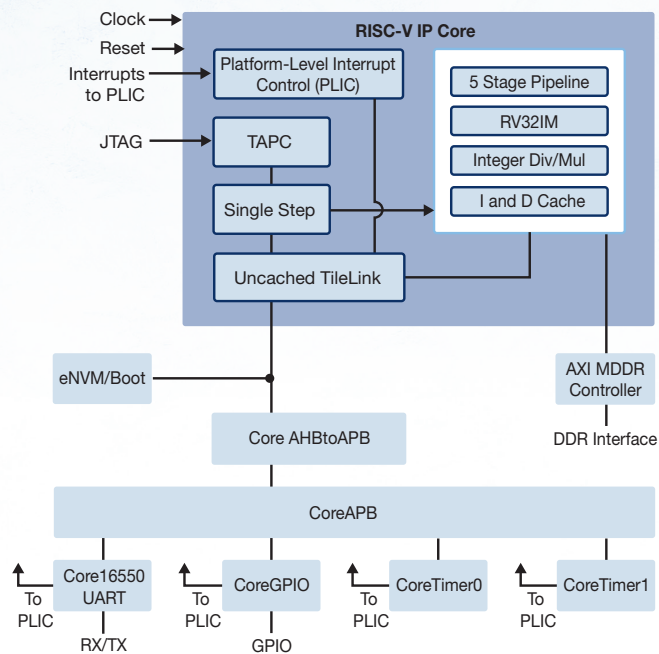 Clock
Reset
Interrupts
to PLIC
JTAG
RISC-V IP Core
Platform-Level Interrupt
Control (PLIC)
TAPC
Single Step
Uncached TileLink
5 Stage Pipeline
RV32IM
Integer Div/Mul
I and D Cache
eNVM/Boot
AXI MDDR
Controller
DDR Interface
Core AHBtoAPB
CoreAPB
To
PLIC
Core16550
UART
RX/TX
To
PLIC
CoreGPIO
GPIO
To
PLIC
CoreTimer0
To
PLIC
CoreTimer1